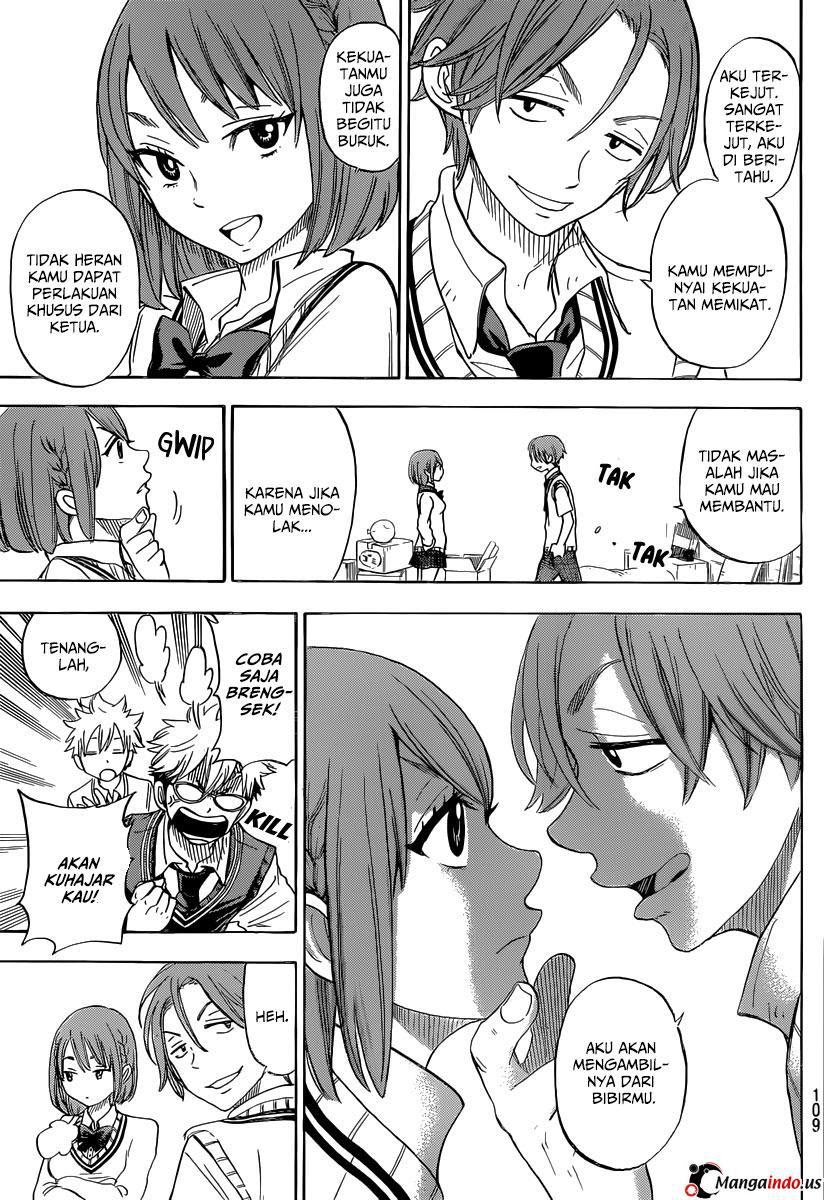 AKU TER-
KEJUT.
SANGAT
TERKE-
JUT, AKU
DI BERI-
TAHU.
KAMU MEMPU-
NYAI KEKUA-
TAN MEMIKAT.
KEKUA-
TANMU
JUGA
TIDAK
BEGITU
BURUK.
TIDAK HERAN
KAMU DAPAT
PERLAKUAN
KHUSUS DARI
KETUA.
TIDAK MAS-
ALAH JIKA
KAMU MAU
MEMBANTU.
TAK
TAK
KARENA JIKA
KAMU MENO-
LAK...
GWIP
AKU AKAN
MENGAMBIL-
NYA DARI
BIBIRMU.
COBA
SAJA
BRENG-
SEK!
TENANG-
LAH,
KILL
AKAN
KUHAJAR
KAU!
HEH.
109
Mangaindo.us